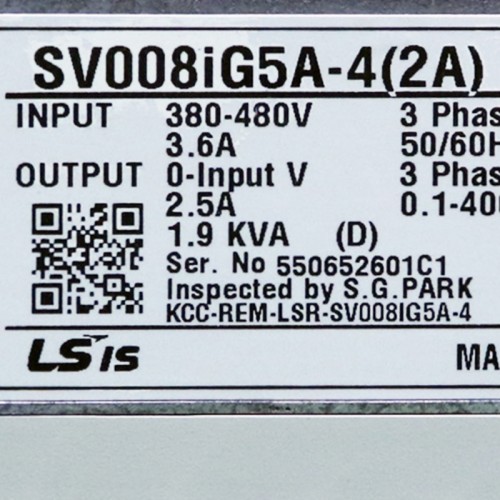 SV008iG5A-4(2A)
INPUT 380-480V 3 Phas
3.6A 50/60H
OUTPUT 0-Input V 3 Phas
2.5A 0.1-400
1.9 KVA (D)
Ser. No 550652601C1
Inspected by S.G.PARK
KCC-REM-LSR-SV008IG5A-4
LS IS MA